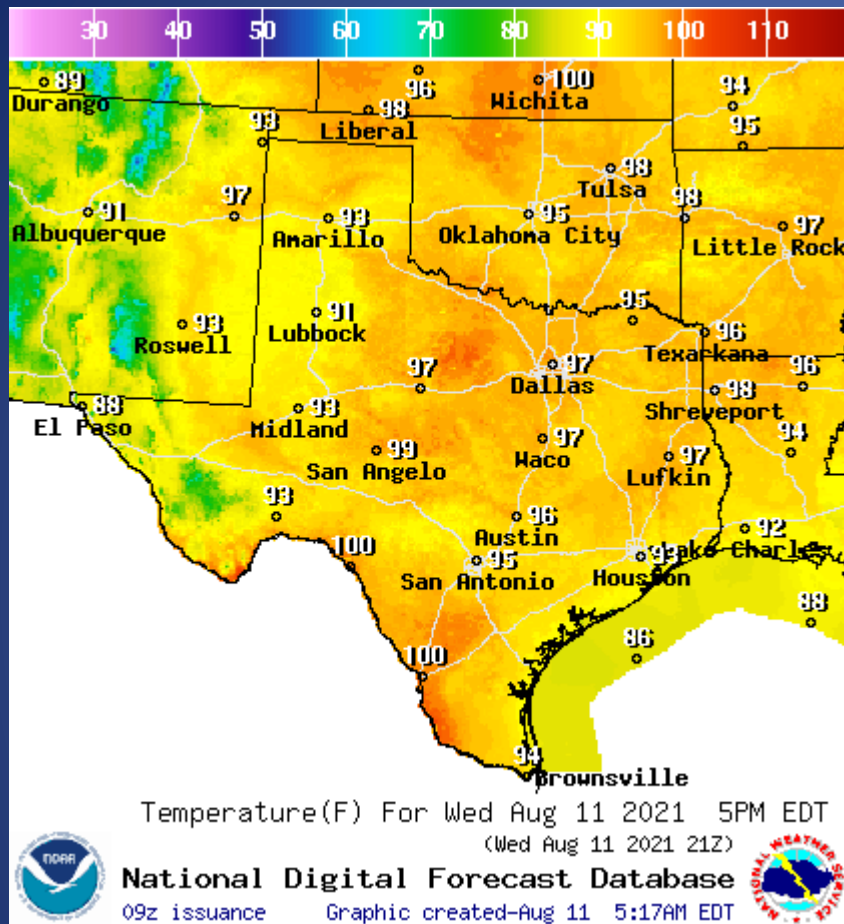 30 40 50 60 70 80 90 100 110
89
Durango
96
100
Wichita
98
Liberal
94
95
93
98
Tulsa
91
Albuquerque
97
93
Amarillo
95
Oklahoma City
98
97
Little Rock
93
Roswell
91
Lubbock
95
96
Texarkana
97
97
Dallas
96
98
Shreveport
88
El Paso
93
Midland
99
San Angelo
97
Waco
97
Lufkin
94
93
96
Austin
92
Lake Charles
100
95
San Antonio
93
Houston
88
86
100
94
Brownsville
Temperature(F) For Wed Aug 11 2021 5PM EDT
(Wed Aug 11 2021 21Z)
NOAA
National Digital Forecast Database
09z issuance Graphic created-Aug 11 5:17AM EDT
NATIONAL WEATHER SERVICE